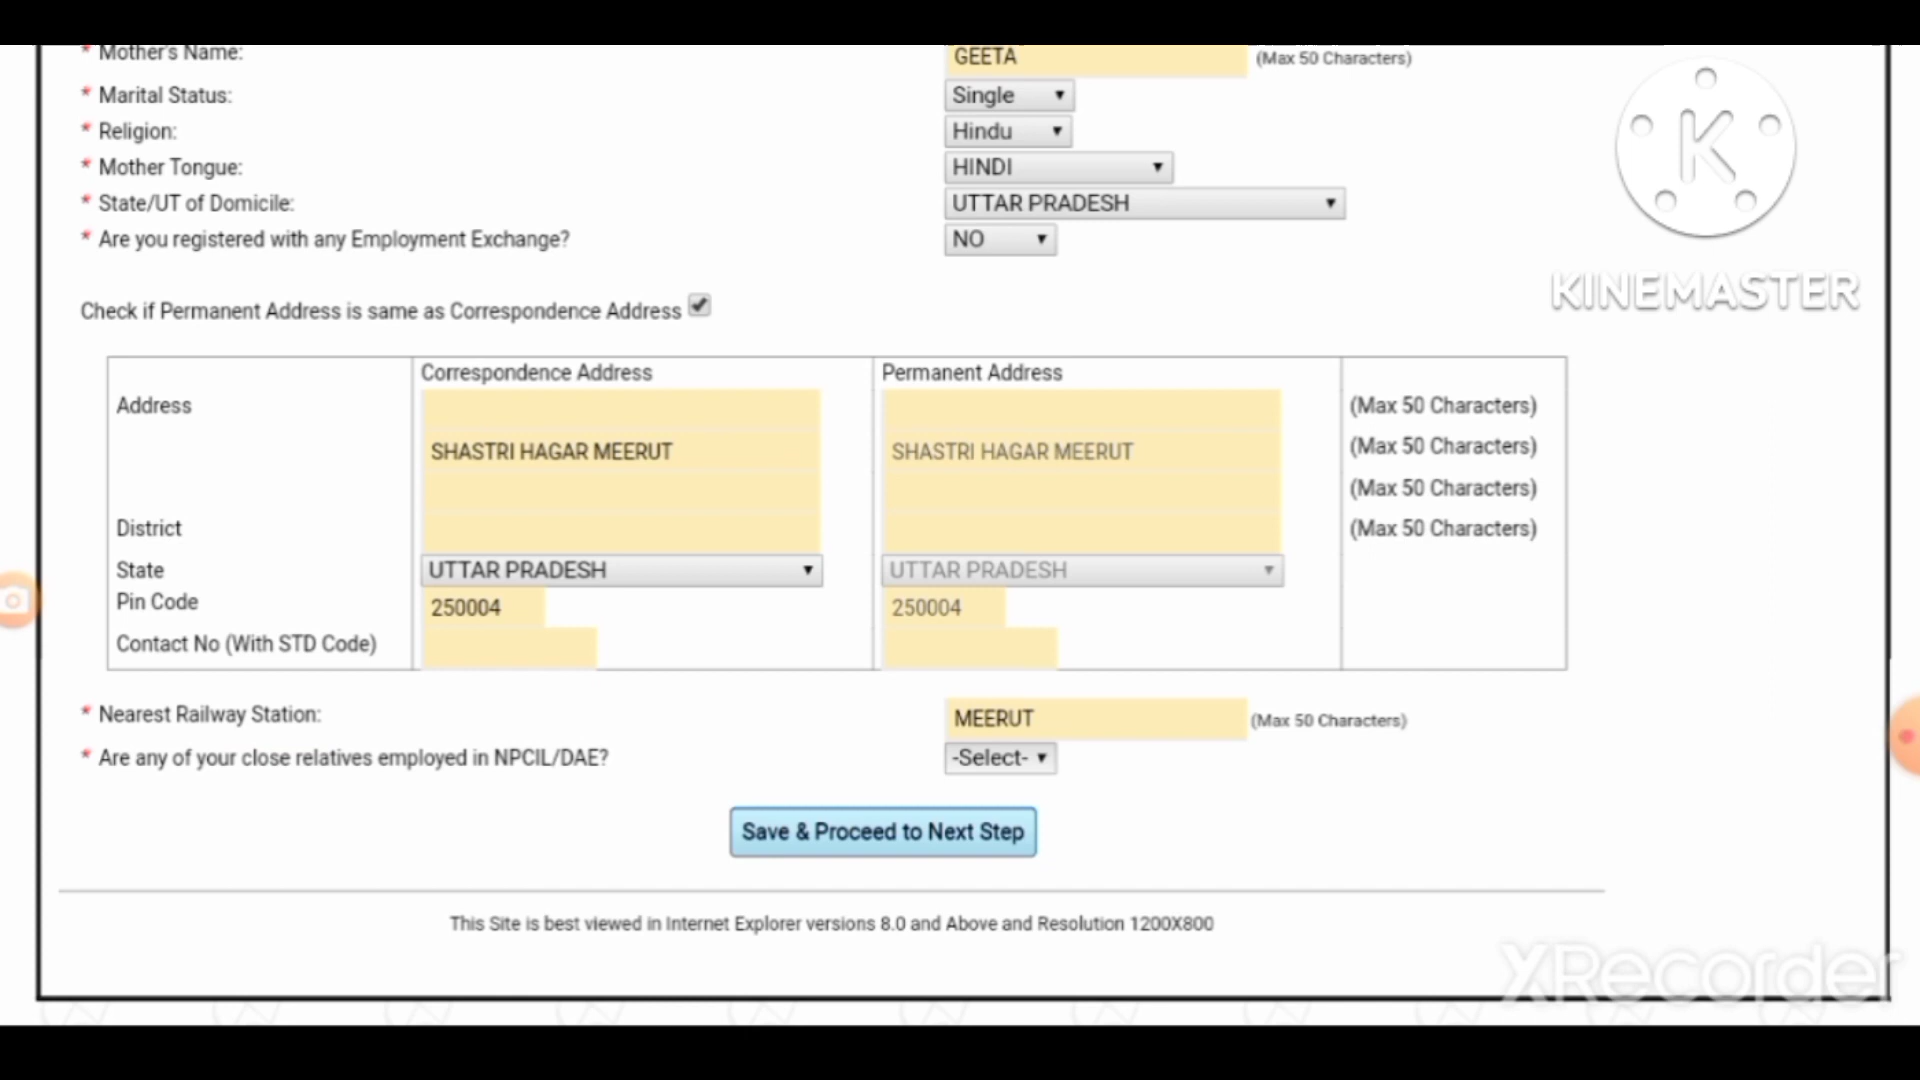 * Mother's Name: GEETA (Max 50 Characters)
* Marital Status: Single
* Religion: Hindu
* Mother Tongue: HINDI
* State/UT of Domicile: UTTAR PRADESH
* Are you registered with any Employment Exchange? NO
K
KINEMASTER
Check if Permanent Address is same as Correspondence Address
Correspondence Address Permanent Address
Address (Max 50 Characters)
SHASTRI HAGAR MEERUT SHASTRI HAGAR MEERUT (Max 50 Characters)
(Max 50 Characters)
District (Max 50 Characters)
State UTTAR PRADESH UTTAR PRADESH
Pin Code 250004 250004
Contact No (With STD Code)
* Nearest Railway Station: MEERUT (Max 50 Characters)
* Are any of your close relatives employed in NPCIL/DAE? -Select-
Save & Proceed to Next Step
This Site is best viewed in Internet Explorer versions 8.0 and Above and Resolution 1200X800
XRecorder